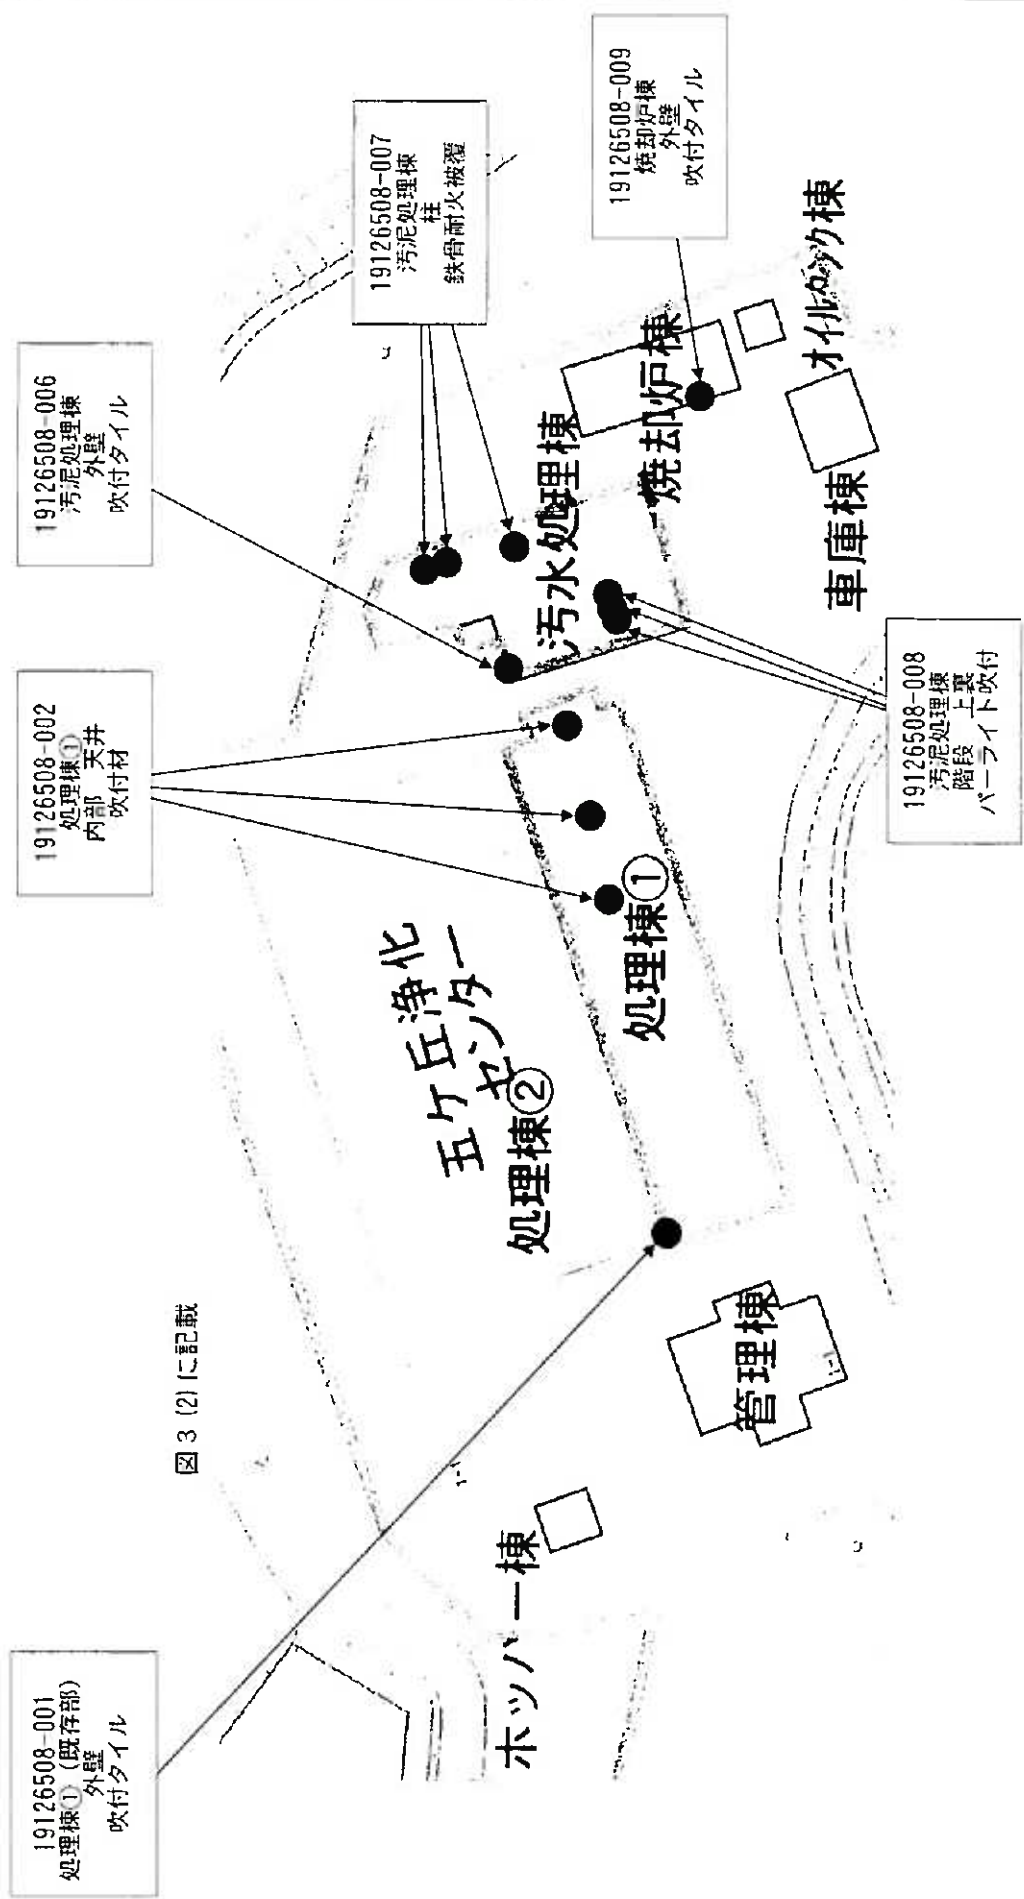 19126508-001
処理棟① (既存部)
外壁
吹付タイル
19126508-002
処理棟①
内部 天井
吹付材
19126508-006
汚泥処理棟
外壁
吹付タイル
19126508-007
汚泥処理棟
柱
鉄骨耐火被覆
19126508-009
焼却炉棟
外壁
吹付タイル
図3 (2)に記載
五ケ丘浄化
センター
処理棟②
処理棟①
汚水処理棟
焼却炉棟
オイルタンク棟
車庫棟
管理棟
ホッパー棟
19126508-008
汚泥処理棟
階段 上裏
パーライト吹付